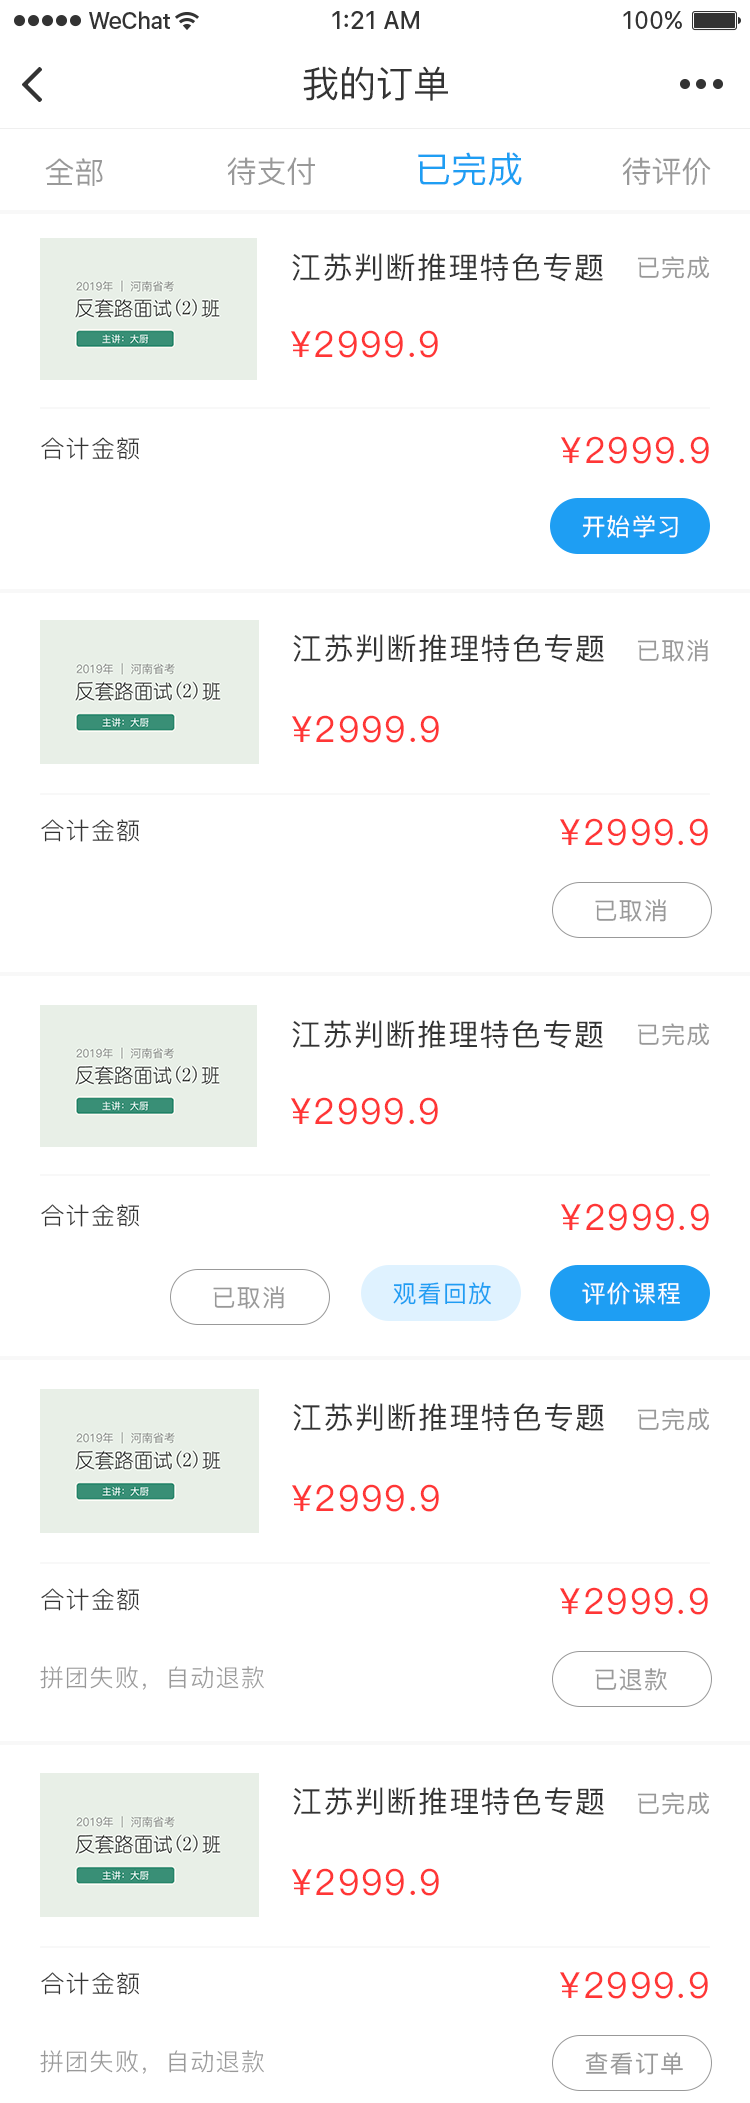 WeChat 1:21 AM 100%
我的订单
全部 待支付 已完成 待评价
2019年 | 河南省考
反套路面试(2)班
主讲：大厨
江苏判断推理特色专题 已完成
¥2999.9
合计金额 ¥2999.9
开始学习
2019年 | 河南省考
反套路面试(2)班
主讲：大厨
江苏判断推理特色专题 已取消
¥2999.9
合计金额 ¥2999.9
已取消
2019年 | 河南省考
反套路面试(2)班
主讲：大厨
江苏判断推理特色专题 已完成
¥2999.9
合计金额 ¥2999.9
已取消 观看回放 评价课程
2019年 | 河南省考
反套路面试(2)班
主讲：大厨
江苏判断推理特色专题 已完成
¥2999.9
合计金额 ¥2999.9
拼团失败，自动退款 已退款
2019年 | 河南省考
反套路面试(2)班
主讲：大厨
江苏判断推理特色专题 已完成
¥2999.9
合计金额 ¥2999.9
拼团失败，自动退款 查看订单